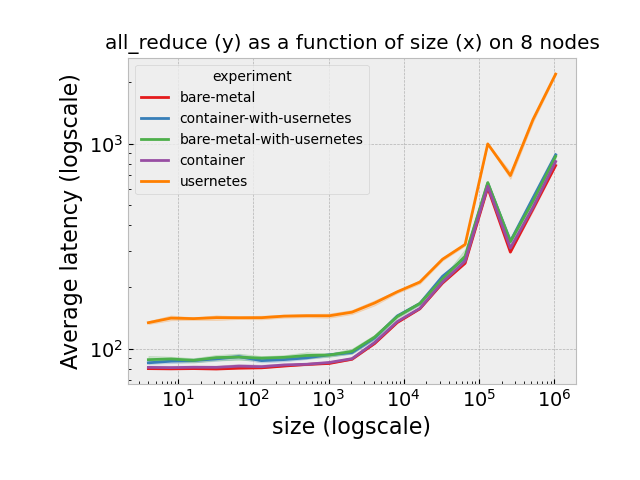 all_reduce (y) as a function of size (x) on 8 nodes
experiment
bare-metal
container-with-usernetes
bare-metal-with-usernetes
container
usernetes
Average latency (logscale)
10³
10²
10¹
10²
10³
10⁴
10⁵
10⁶
size (logscale)